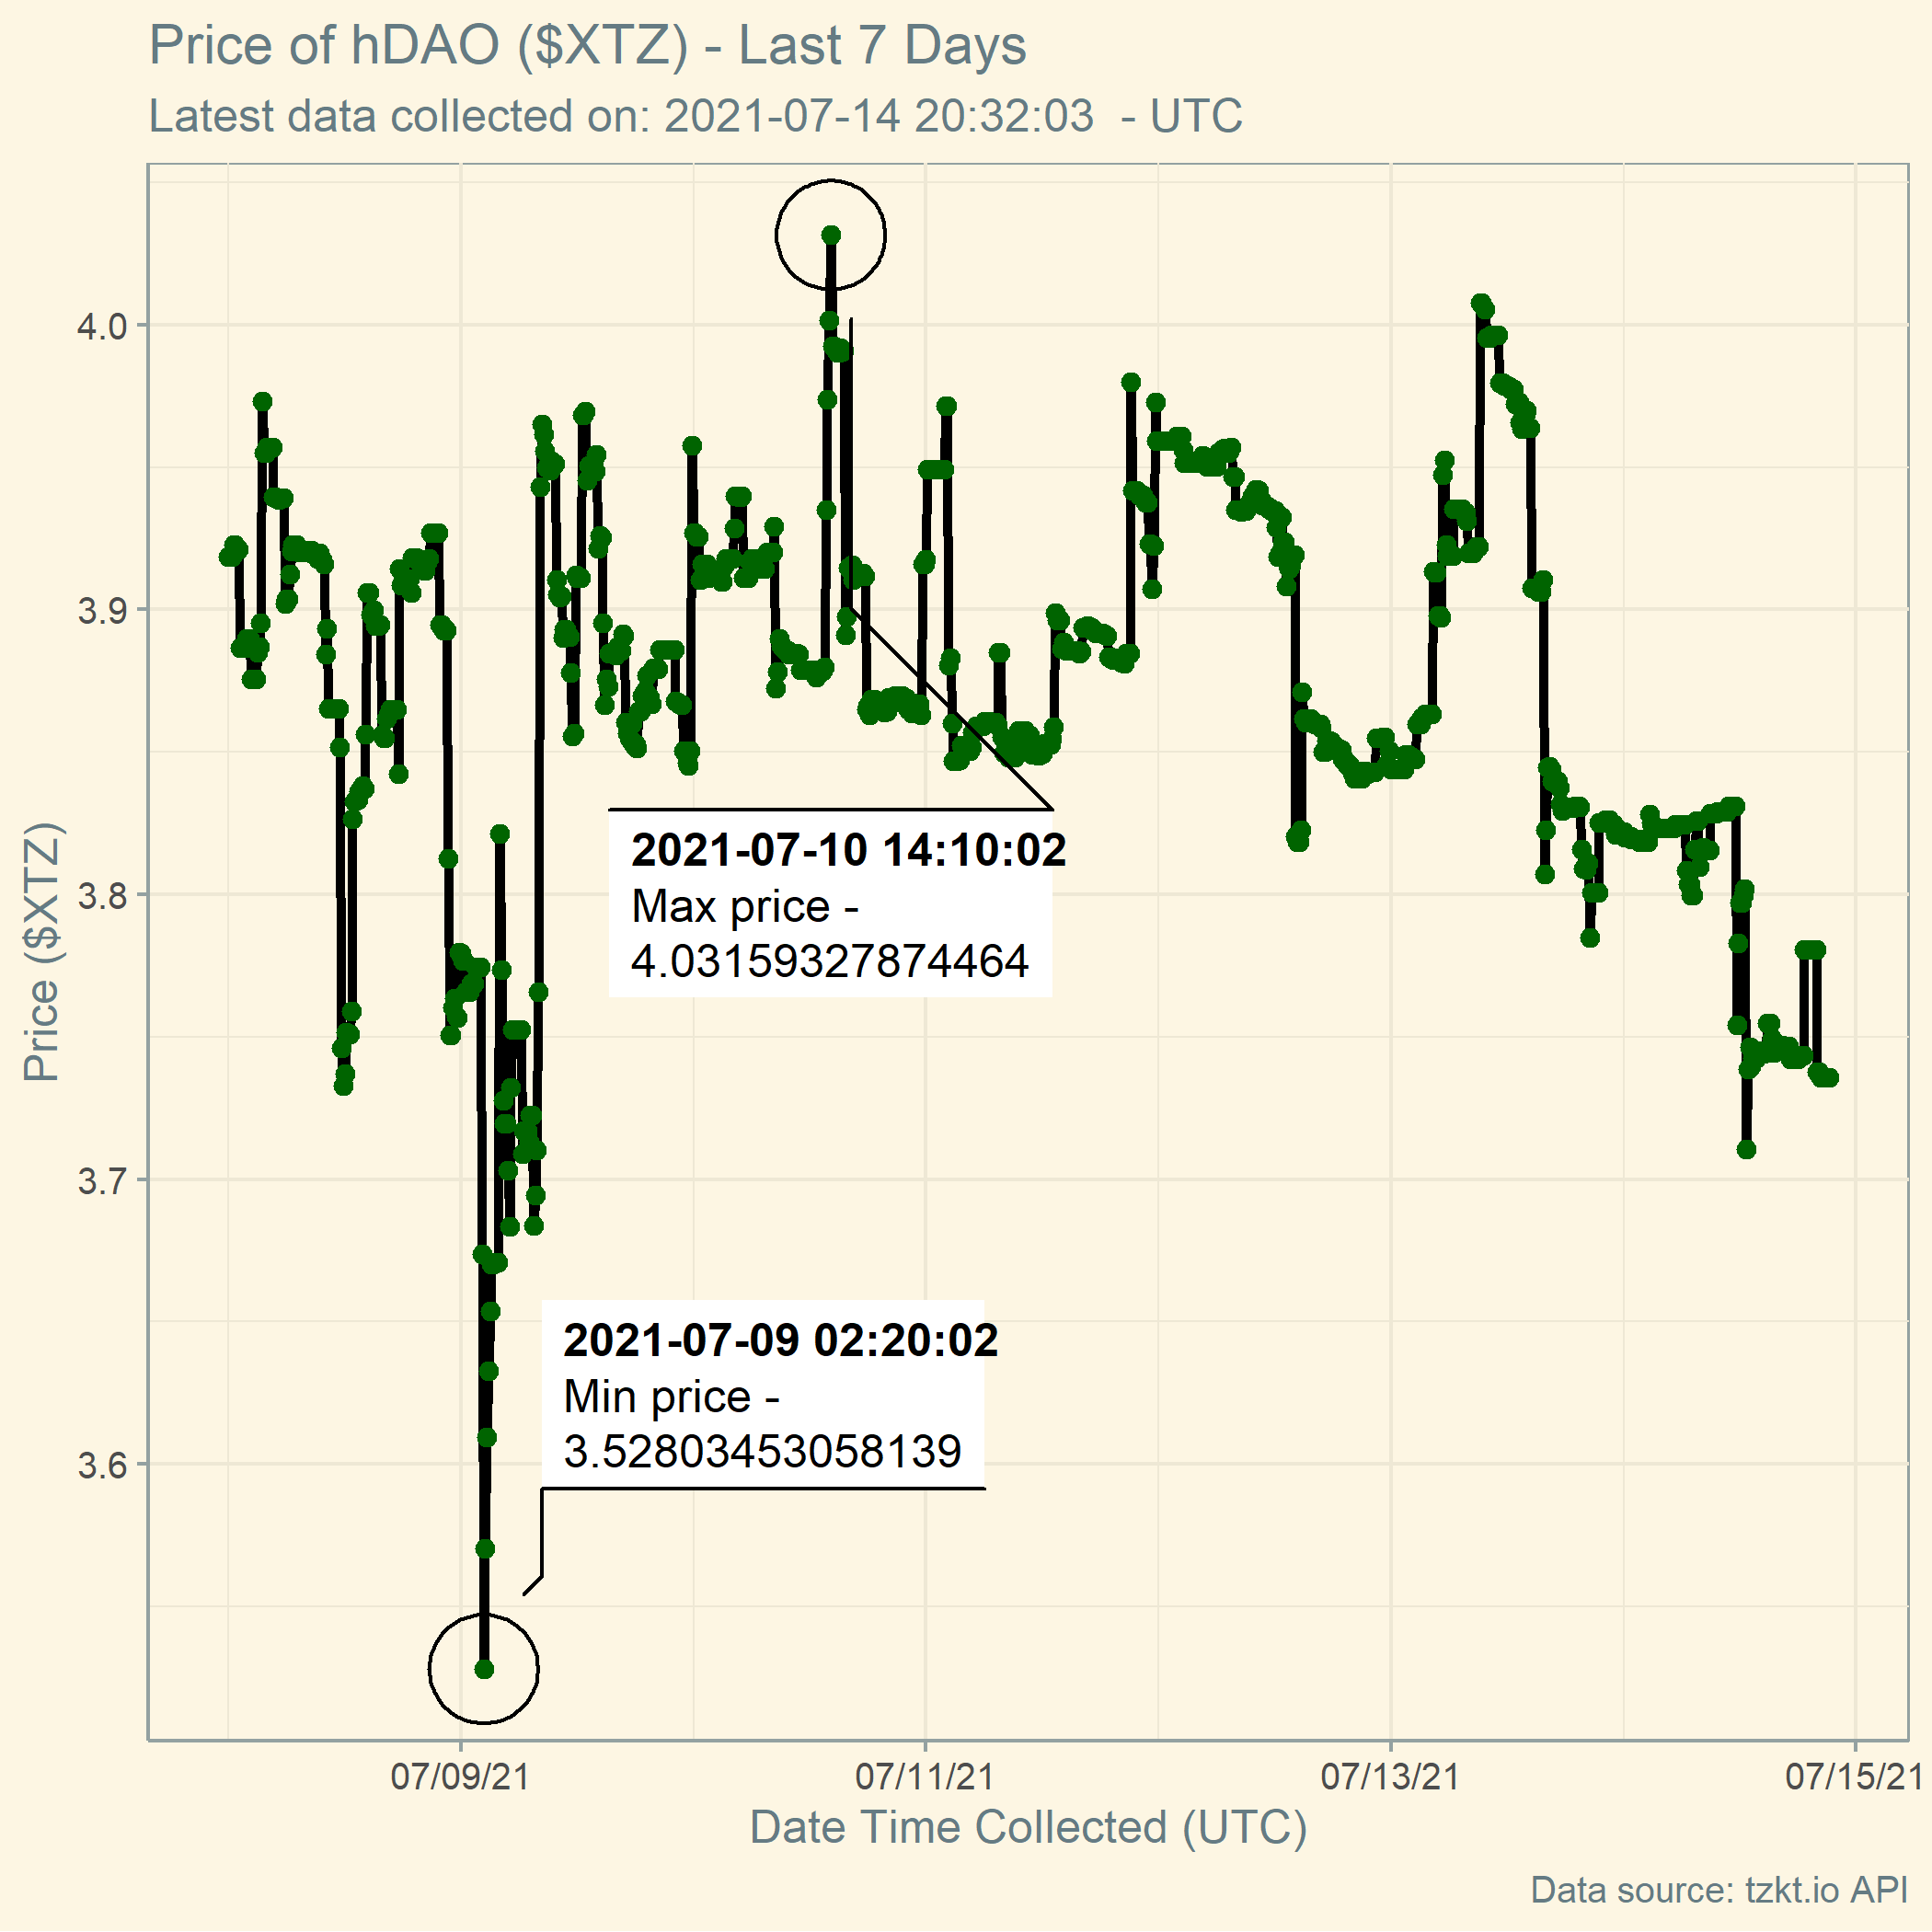 Price of hDAO ($XTZ) - Last 7 Days
Latest data collected on: 2021-07-14 20:32:03  - UTC
4.0
3.9
3.8
3.7
3.6
Price ($XTZ)
2021-07-10 14:10:02
Max price -
4.03159327874464
2021-07-09 02:20:02
Min price -
3.52803453058139
07/09/21
07/11/21
07/13/21
07/15/21
Date Time Collected (UTC)
Data source: tzkt.io API